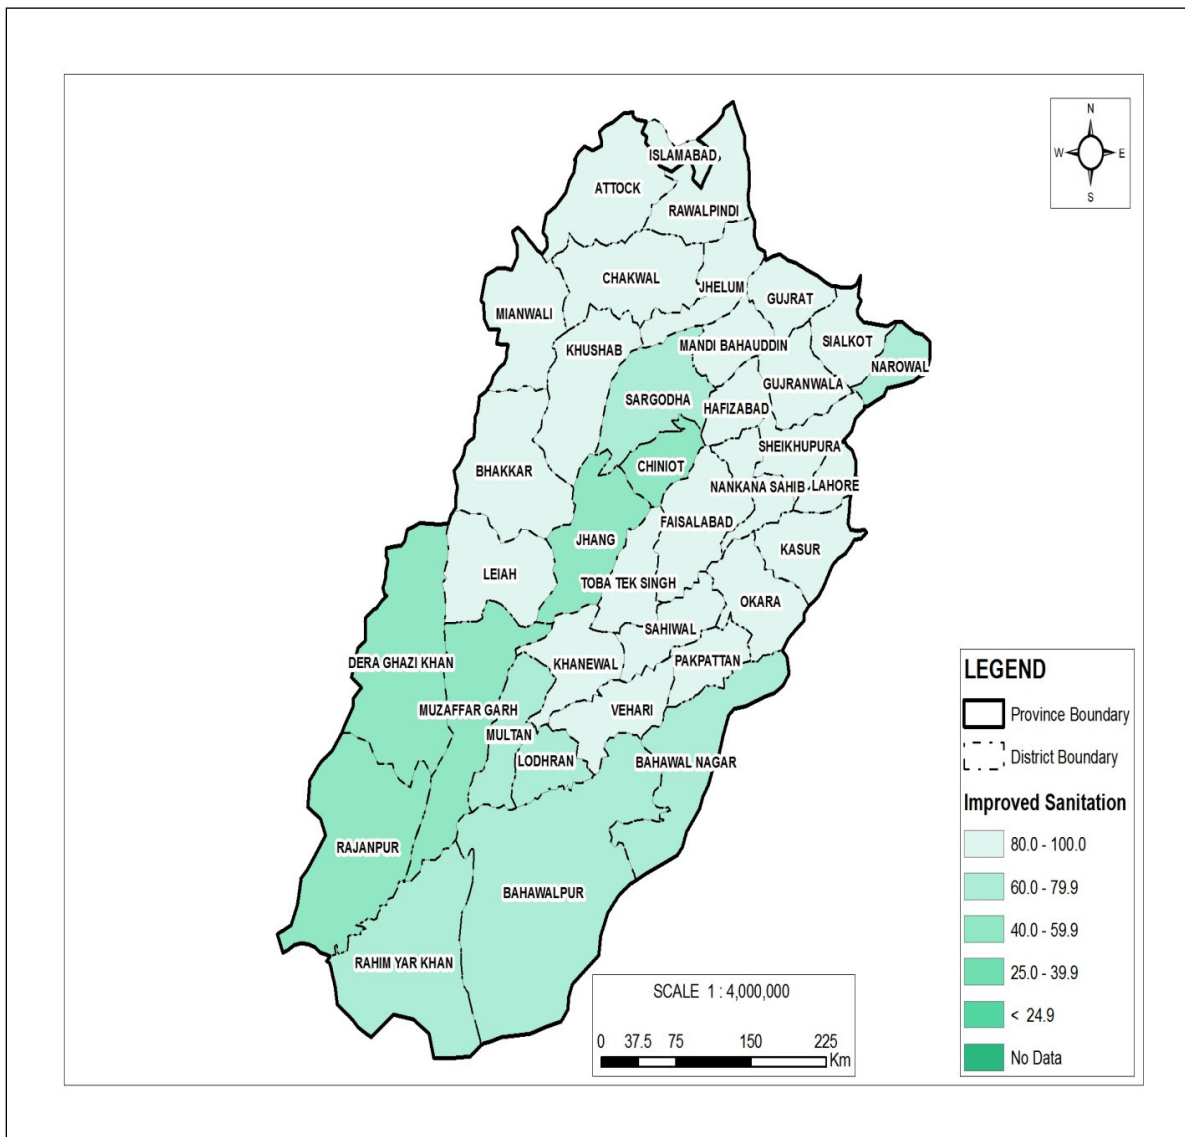 N
W E
S
ISLAMABAD
ATTOCK
RAWALPINDI
CHAKWAL
JHELUM
GUJRAT
MIANWALI
KHUSHAB
MANDI BAHAUDDIN
SIALKOT
NAROWAL
GUJRANWALA
SARGODHA
HAFIZABAD
SHEIKHUPURA
CHINIOT
BHAKKAR
NANKANA SAHIB
LAHORE
FAISALABAD
JHANG
KASUR
LEIAH
TOBA TEK SINGH
OKARA
SAHIWAL
DERA GHAZI KHAN
KHANEWAL
PAKPATTAN
MUZAFFAR GARH
VEHARI
MULTAN
LODHRAN
BAHAWAL NAGAR
RAJANPUR
BAHAWALPUR
RAHIM YAR KHAN
LEGEND
Province Boundary
District Boundary
Improved Sanitation
80.0 - 100.0
60.0 - 79.9
40.0 - 59.9
25.0 - 39.9
< 24.9
No Data
SCALE 1 : 4,000,000
0 37.5 75 150 225
Km